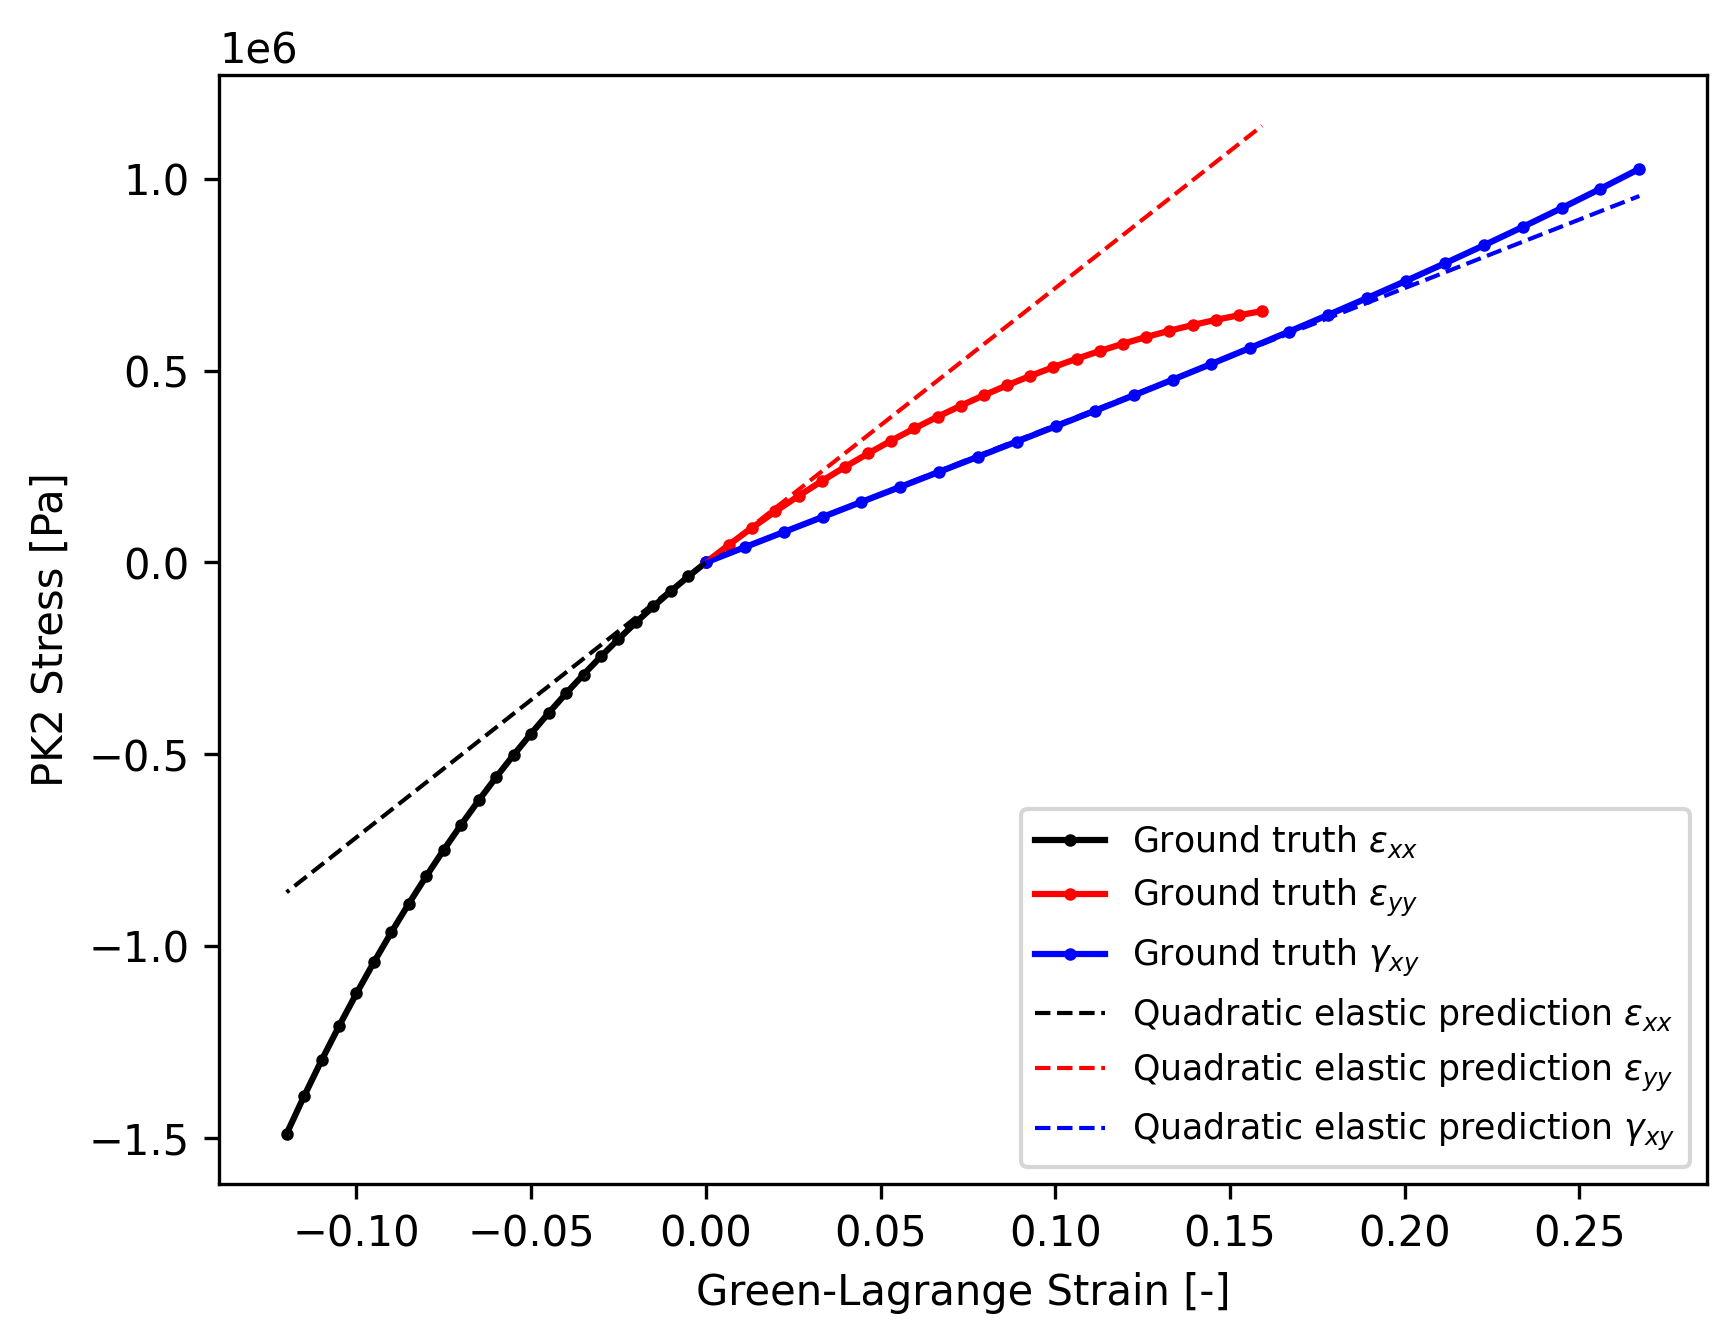 1e6
1.0
0.5
0.0
−0.5
−1.0
−1.5
PK2 Stress [Pa]
Ground truth εxx
Ground truth εyy
Ground truth γxy
Quadratic elastic prediction εxx
Quadratic elastic prediction εyy
Quadratic elastic prediction γxy
−0.10 −0.05 0.00 0.05 0.10 0.15 0.20 0.25
Green-Lagrange Strain [-]